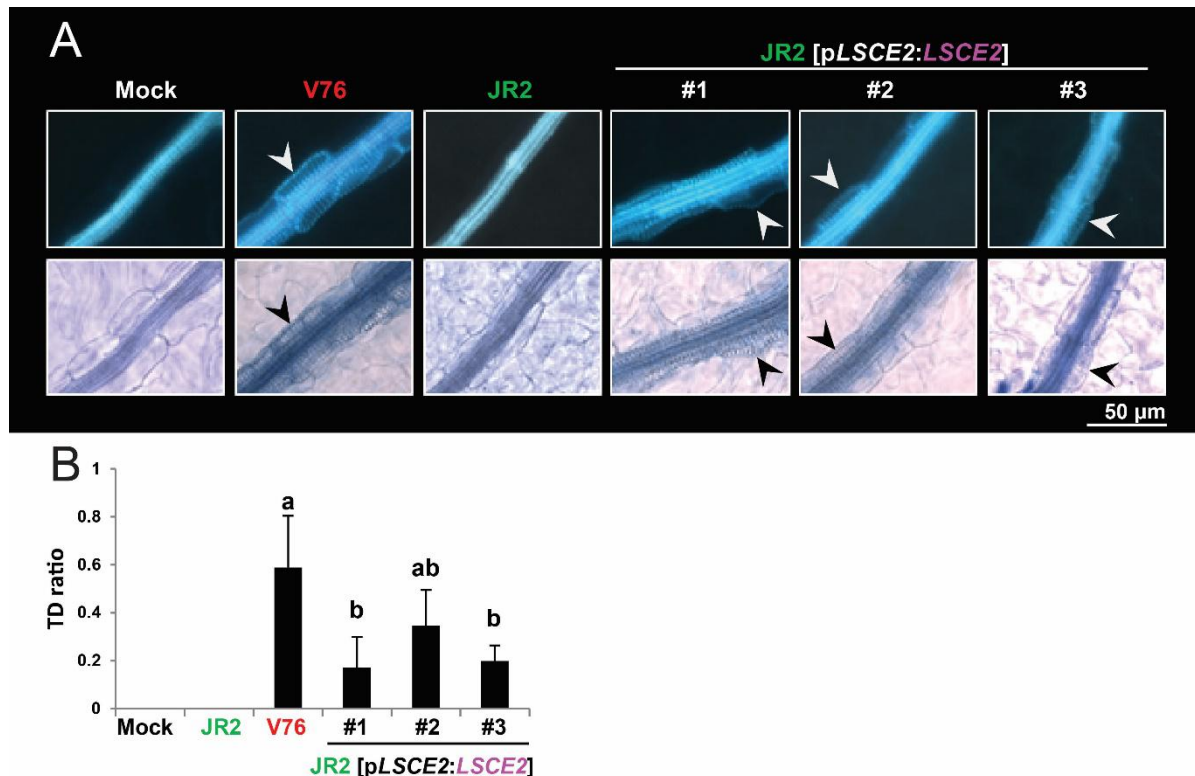 A
JR2 [pLSCE2:LSCE2]
Mock V76 JR2 #1 #2 #3
50 µm
B
1
0.8
0.6
0.4
0.2
0
TD ratio
a
b
ab
b
Mock JR2 V76 #1 #2 #3
JR2 [pLSCE2:LSCE2]